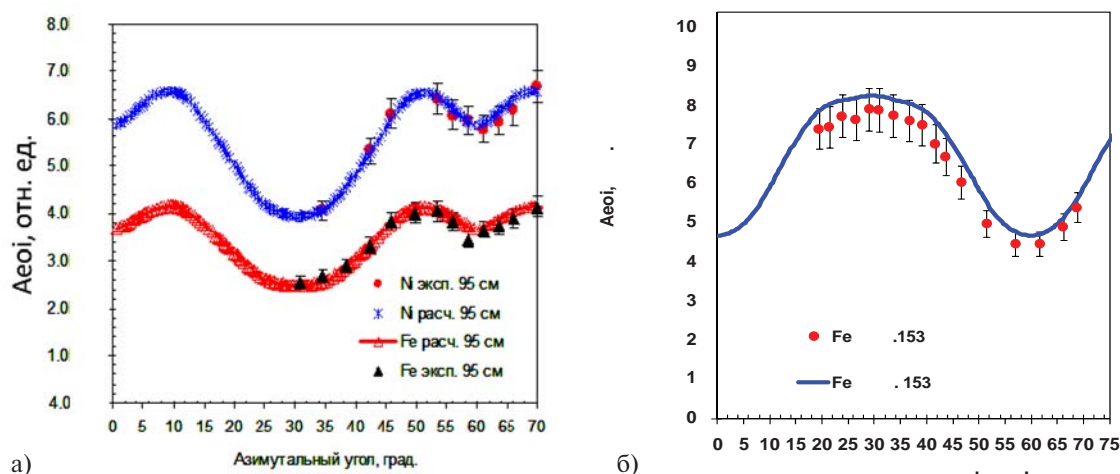 Aeoi, отн. ед.
8.0
7.0
6.0
5.0
4.0
3.0
2.0
1.0
4.0
Ni эксп. 95 см
Ni расч. 95 см
Fe расч. 95 см
Fe эксп. 95 см
0 5 10 15 20 25 30 35 40 45 50 55 60 65 70
Азимутальный угол, град.
а)
Aeoi, .
10
9
8
7
6
5
4
3
2
1
0
Fe .153
Fe . 153
0 5 10 15 20 25 30 35 40 45 50 55 60 65 70 75
б)